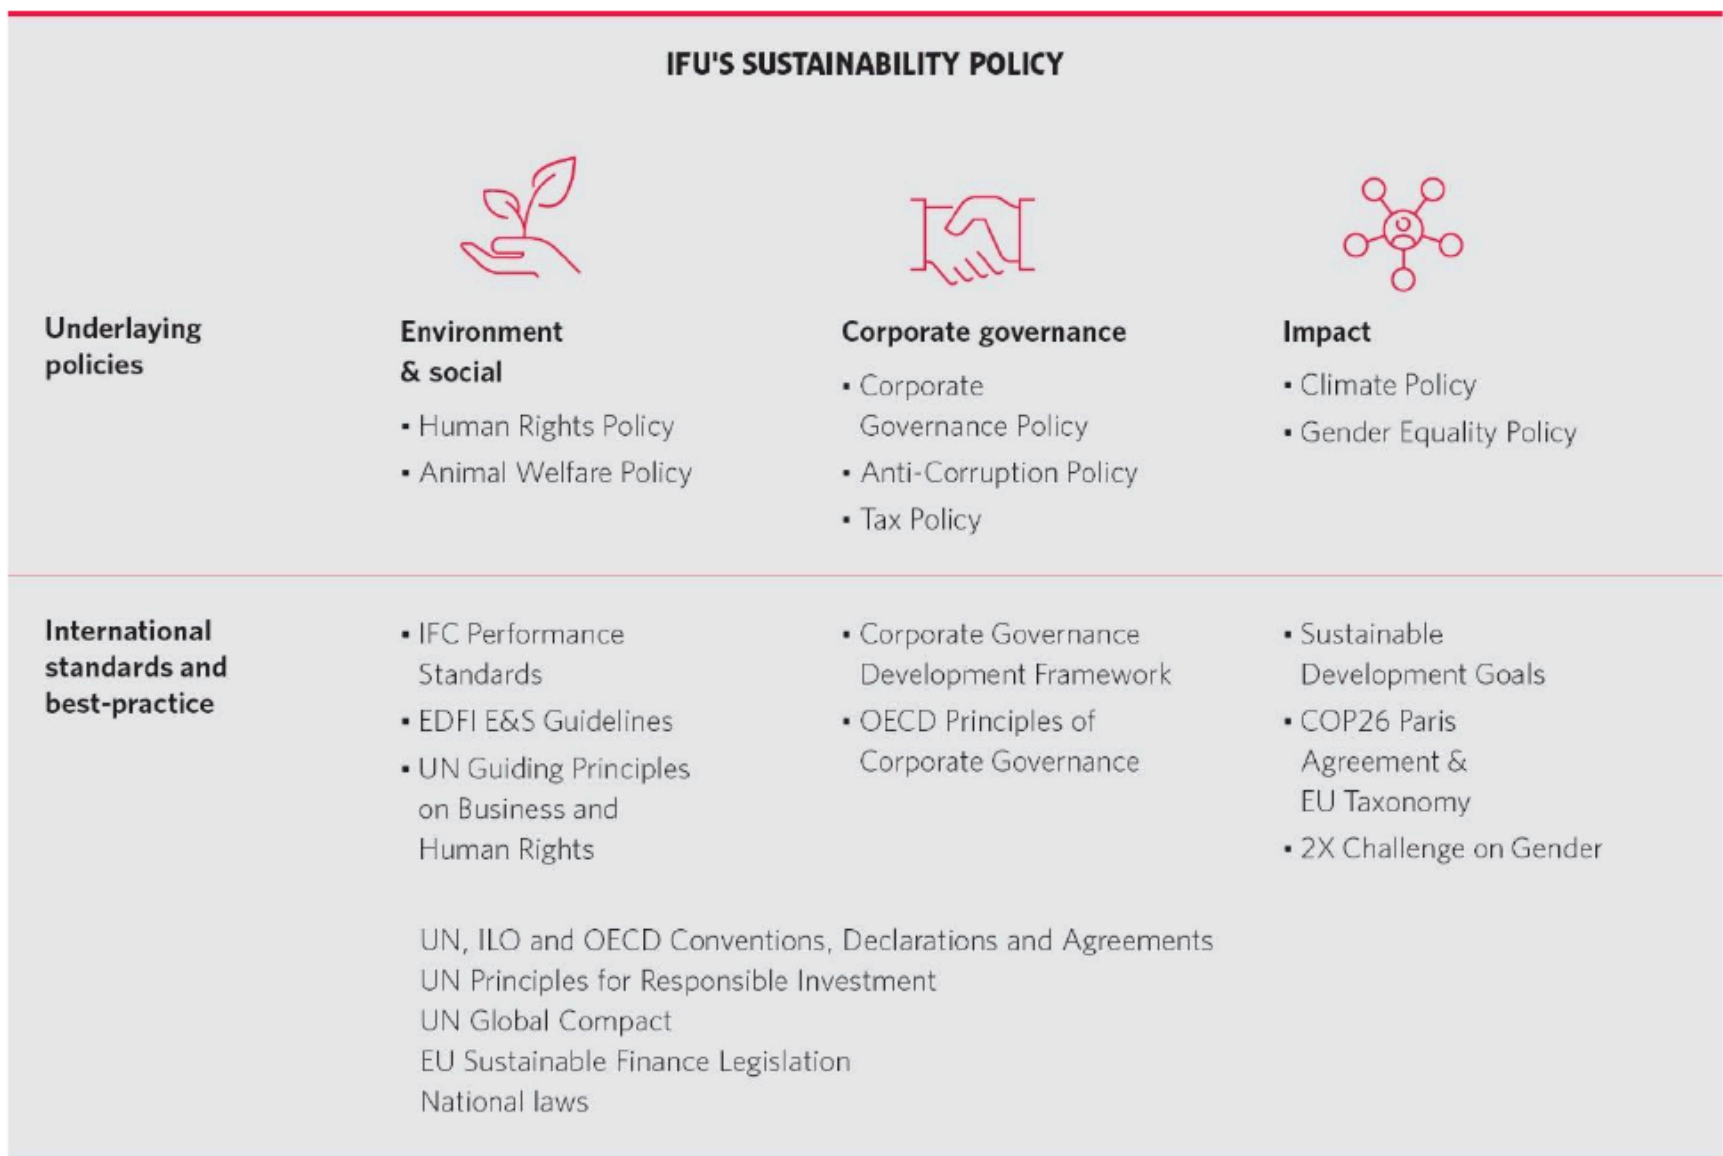 IFU'S SUSTAINABILITY POLICY
Underlaying
policies
Environment
& social
▪ Human Rights Policy
▪ Animal Welfare Policy
Corporate governance
▪ Corporate
Governance Policy
▪ Anti-Corruption Policy
▪ Tax Policy
Impact
▪ Climate Policy
▪ Gender Equality Policy
International
standards and
best-practice
▪ IFC Performance
Standards
▪ EDFI E&S Guidelines
▪ UN Guiding Principles
on Business and
Human Rights
▪ Corporate Governance
Development Framework
▪ OECD Principles of
Corporate Governance
▪ Sustainable
Development Goals
▪ COP26 Paris
Agreement &
EU Taxonomy
▪ 2X Challenge on Gender
UN, ILO and OECD Conventions, Declarations and Agreements
UN Principles for Responsible Investment
UN Global Compact
EU Sustainable Finance Legislation
National laws